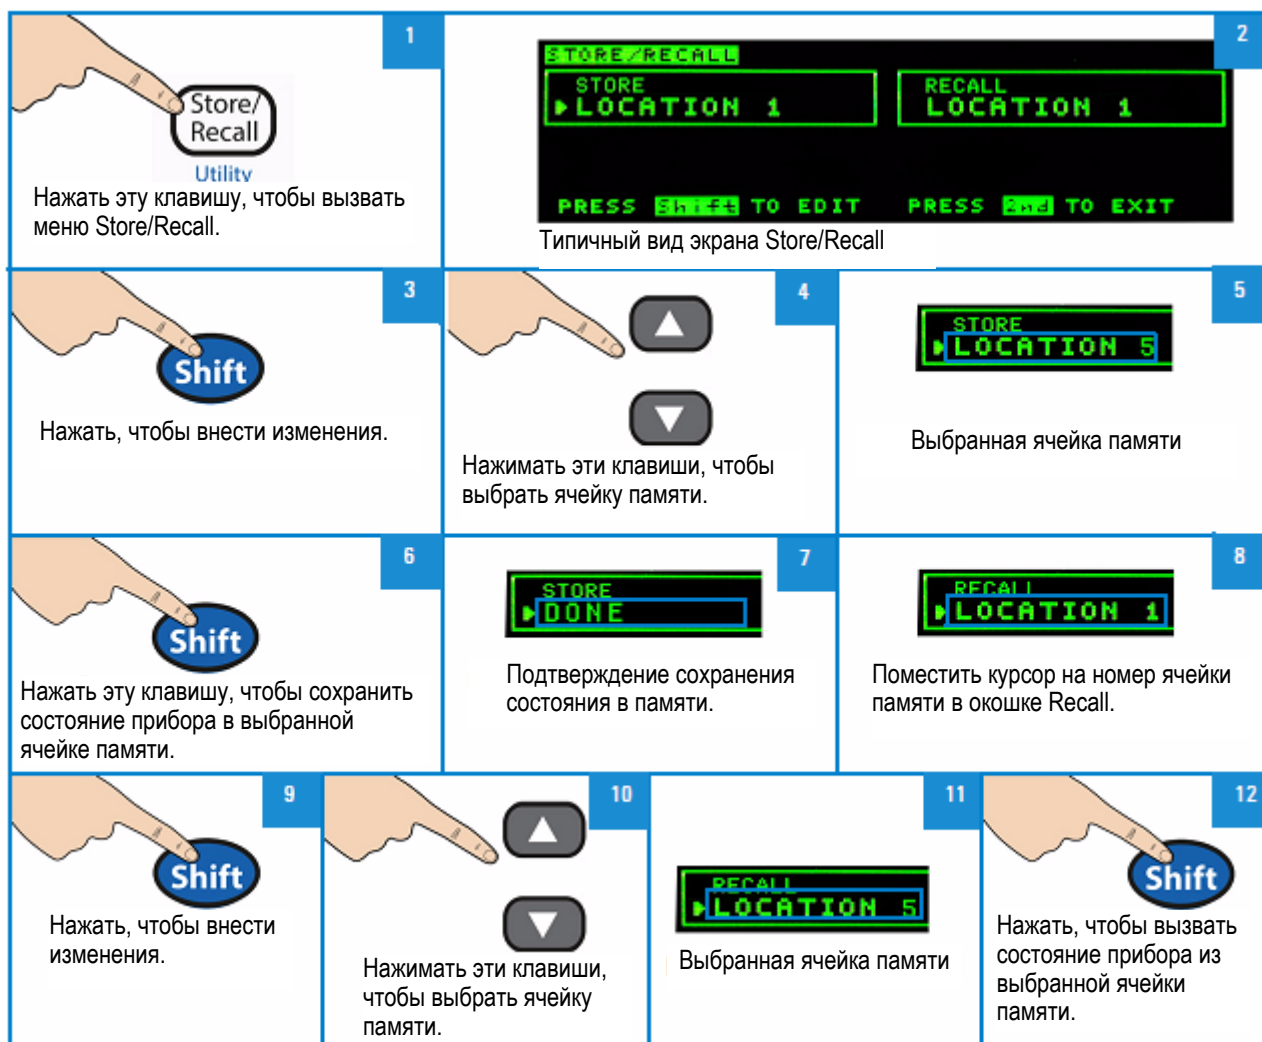 1
Store/
Recall
Utility
Нажать эту клавишу, чтобы вызвать
меню Store/Recall.
2
STORE/RECALL
STORE
LOCATION 1
RECALL
LOCATION 1
PRESS Shift TO EDIT
PRESS 2nd TO EXIT
Типичный вид экрана Store/Recall
3
Shift
Нажать, чтобы внести изменения.
4
Нажимать эти клавиши, чтобы
выбрать ячейку памяти.
5
STORE
LOCATION 5
Выбранная ячейка памяти
6
Shift
Нажать эту клавишу, чтобы сохранить
состояние прибора в выбранной
ячейке памяти.
7
STORE
DONE
Подтверждение сохранения
состояния в памяти.
8
RECALL
LOCATION 1
Поместить курсор на номер ячейки
памяти в окошке Recall.
9
Shift
Нажать, чтобы внести
изменения.
10
Нажимать эти клавиши,
чтобы выбрать ячейку
памяти.
11
RECALL
LOCATION 5
Выбранная ячейка памяти
12
Shift
Нажать, чтобы вызвать
состояние прибора из
выбранной ячейки
памяти.